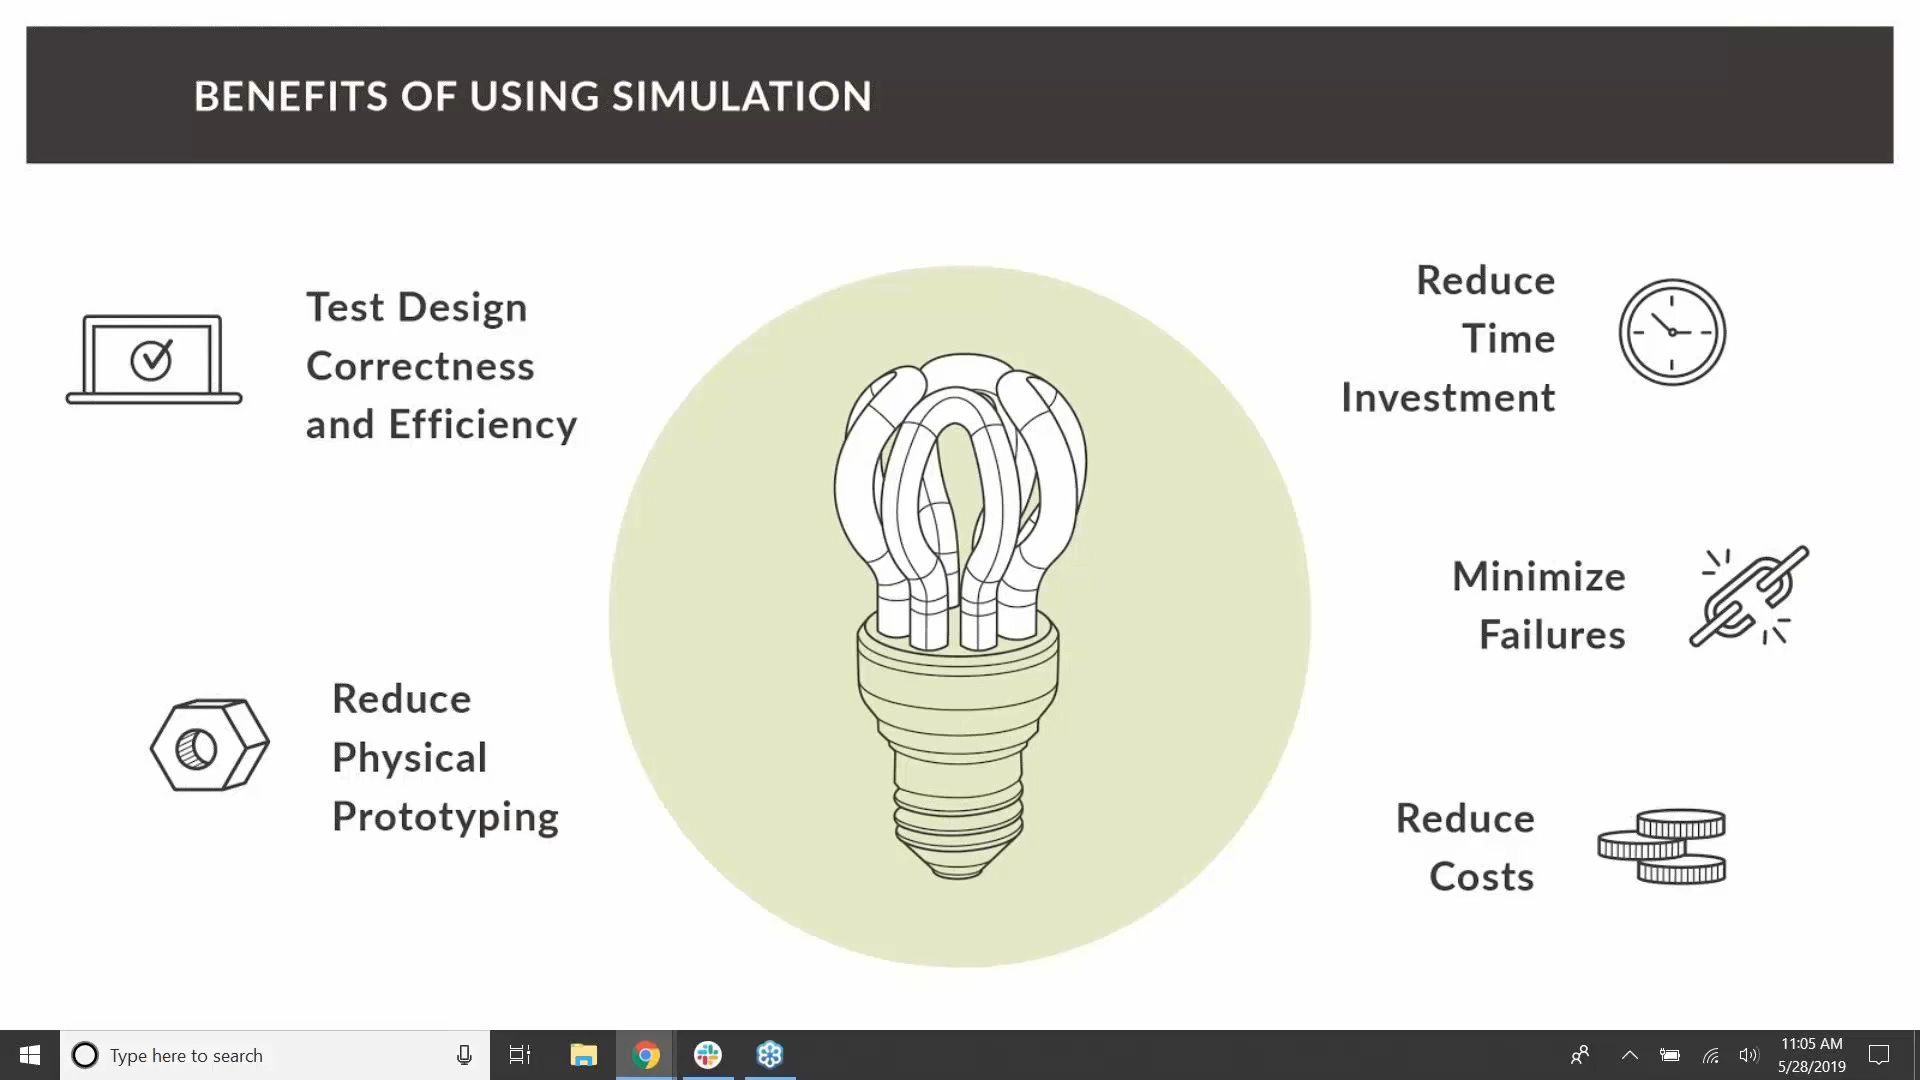 BENEFITS OF USING SIMULATION
Test Design
Correctness
and Efficiency
Reduce
Physical
Prototyping
Reduce
Time
Investment
Minimize
Failures
Reduce
Costs
Type here to search
11:05 AM
5/28/2019